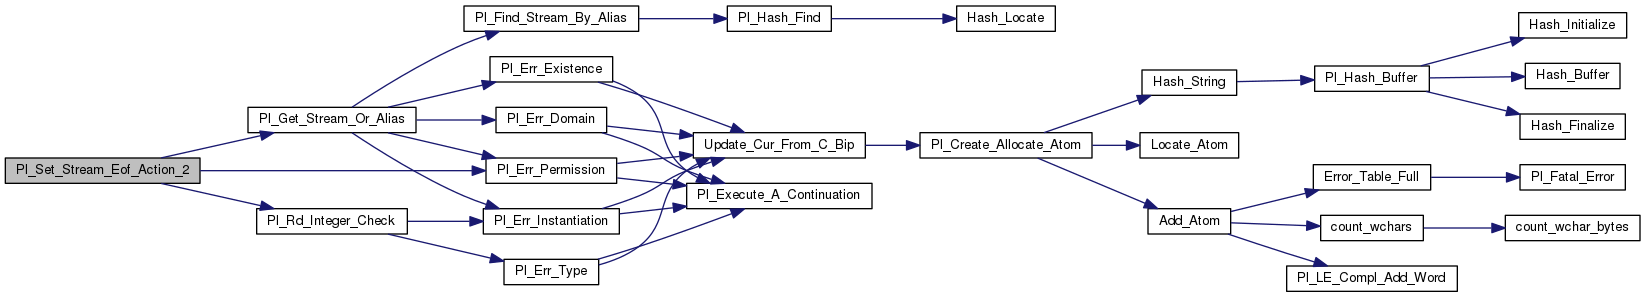 Pl_Set_Stream_Eof_Action_2
Pl_Get_Stream_Or_Alias
Pl_Rd_Integer_Check
Pl_Find_Stream_By_Alias
Pl_Err_Existence
Pl_Err_Domain
Pl_Err_Permission
Pl_Err_Instantiation
Pl_Err_Type
Pl_Hash_Find
Update_Cur_From_C_Bip
Pl_Execute_A_Continuation
Hash_Locate
Pl_Create_Allocate_Atom
Hash_String
Locate_Atom
Add_Atom
Pl_Hash_Buffer
Error_Table_Full
count_wchars
Pl_LE_Compl_Add_Word
Hash_Initialize
Hash_Buffer
Hash_Finalize
Pl_Fatal_Error
count_wchar_bytes